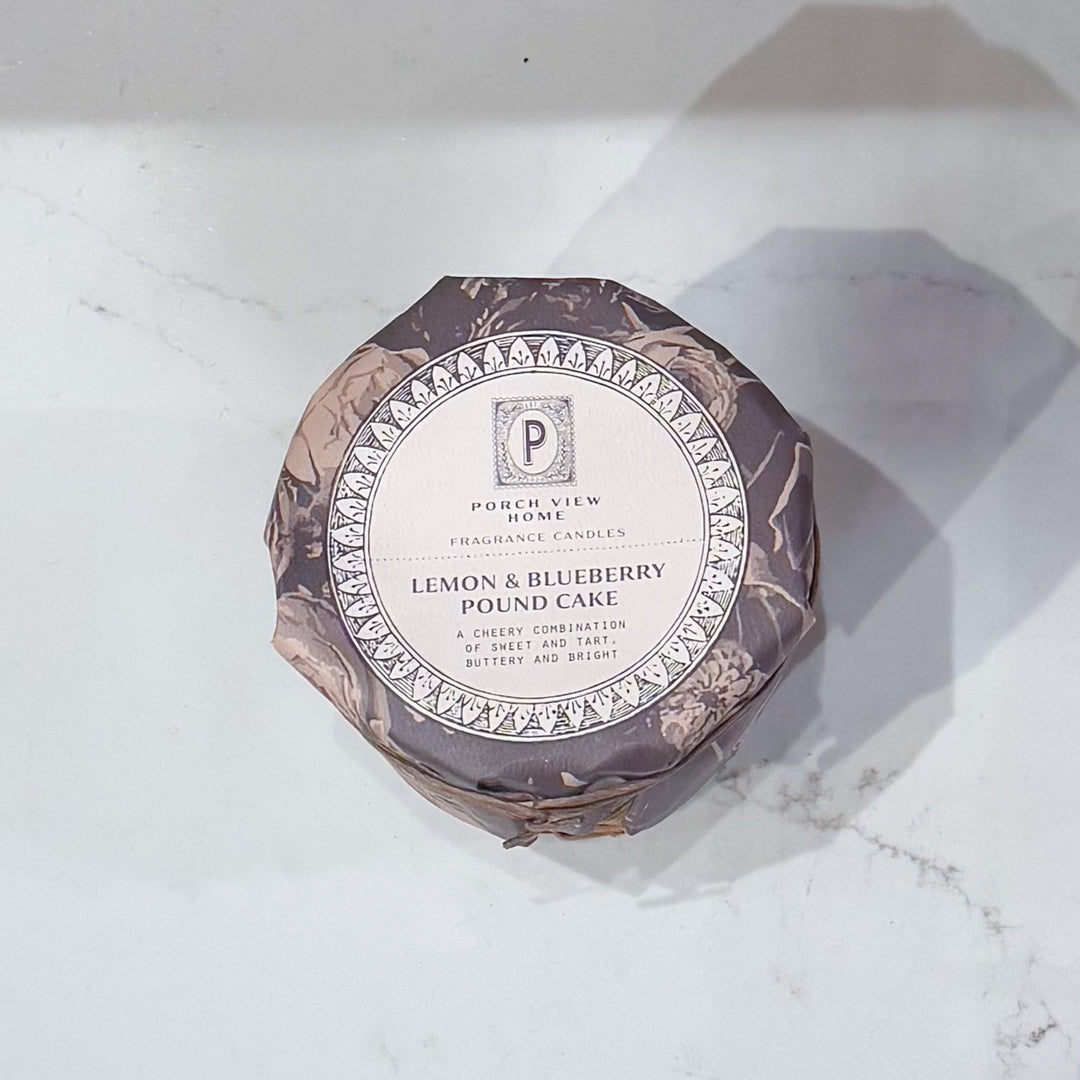 P
PORCH VIEW
HOME
FRAGRANCE CANDLES
LEMON & BLUEBERRY
POUND CAKE
A CHEERY COMBINATION
OF SWEET AND TART,
BUTTERY AND BRIGHT